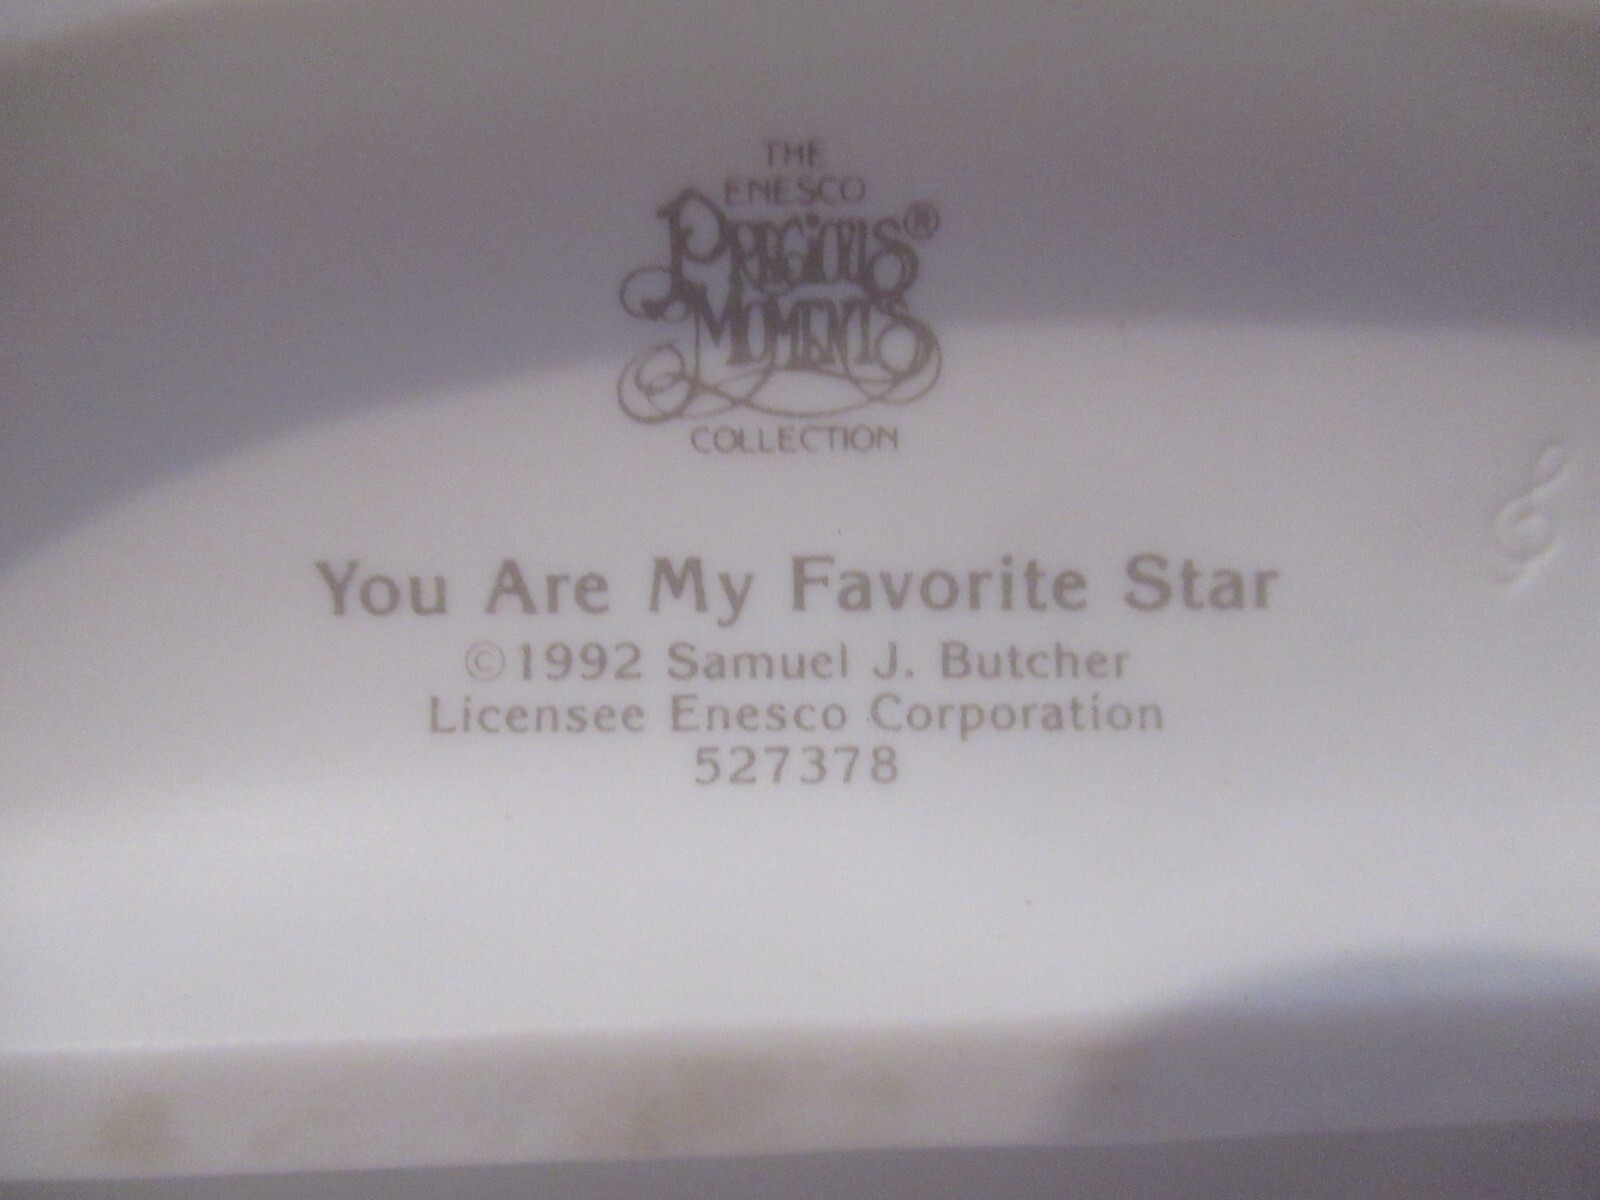 THE
ENESCO
PRECIOUS®
MOMENTS
COLLECTION
You Are My Favorite Star
©1992 Samuel J. Butcher
Licensee Enesco Corporation
527378